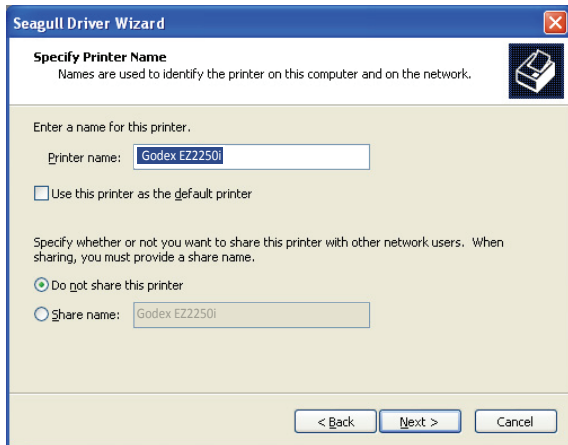 Seagull Driver Wizard
Specify Printer Name
Names are used to identify the printer on this computer and on the network.
Enter a name for this printer.
Printer name: Godex EZ2250i
Use this printer as the default printer
Specify whether or not you want to share this printer with other network users. When
sharing, you must provide a share name.
Do not share this printer
Share name: Godex EZ2250i
< Back Next > Cancel